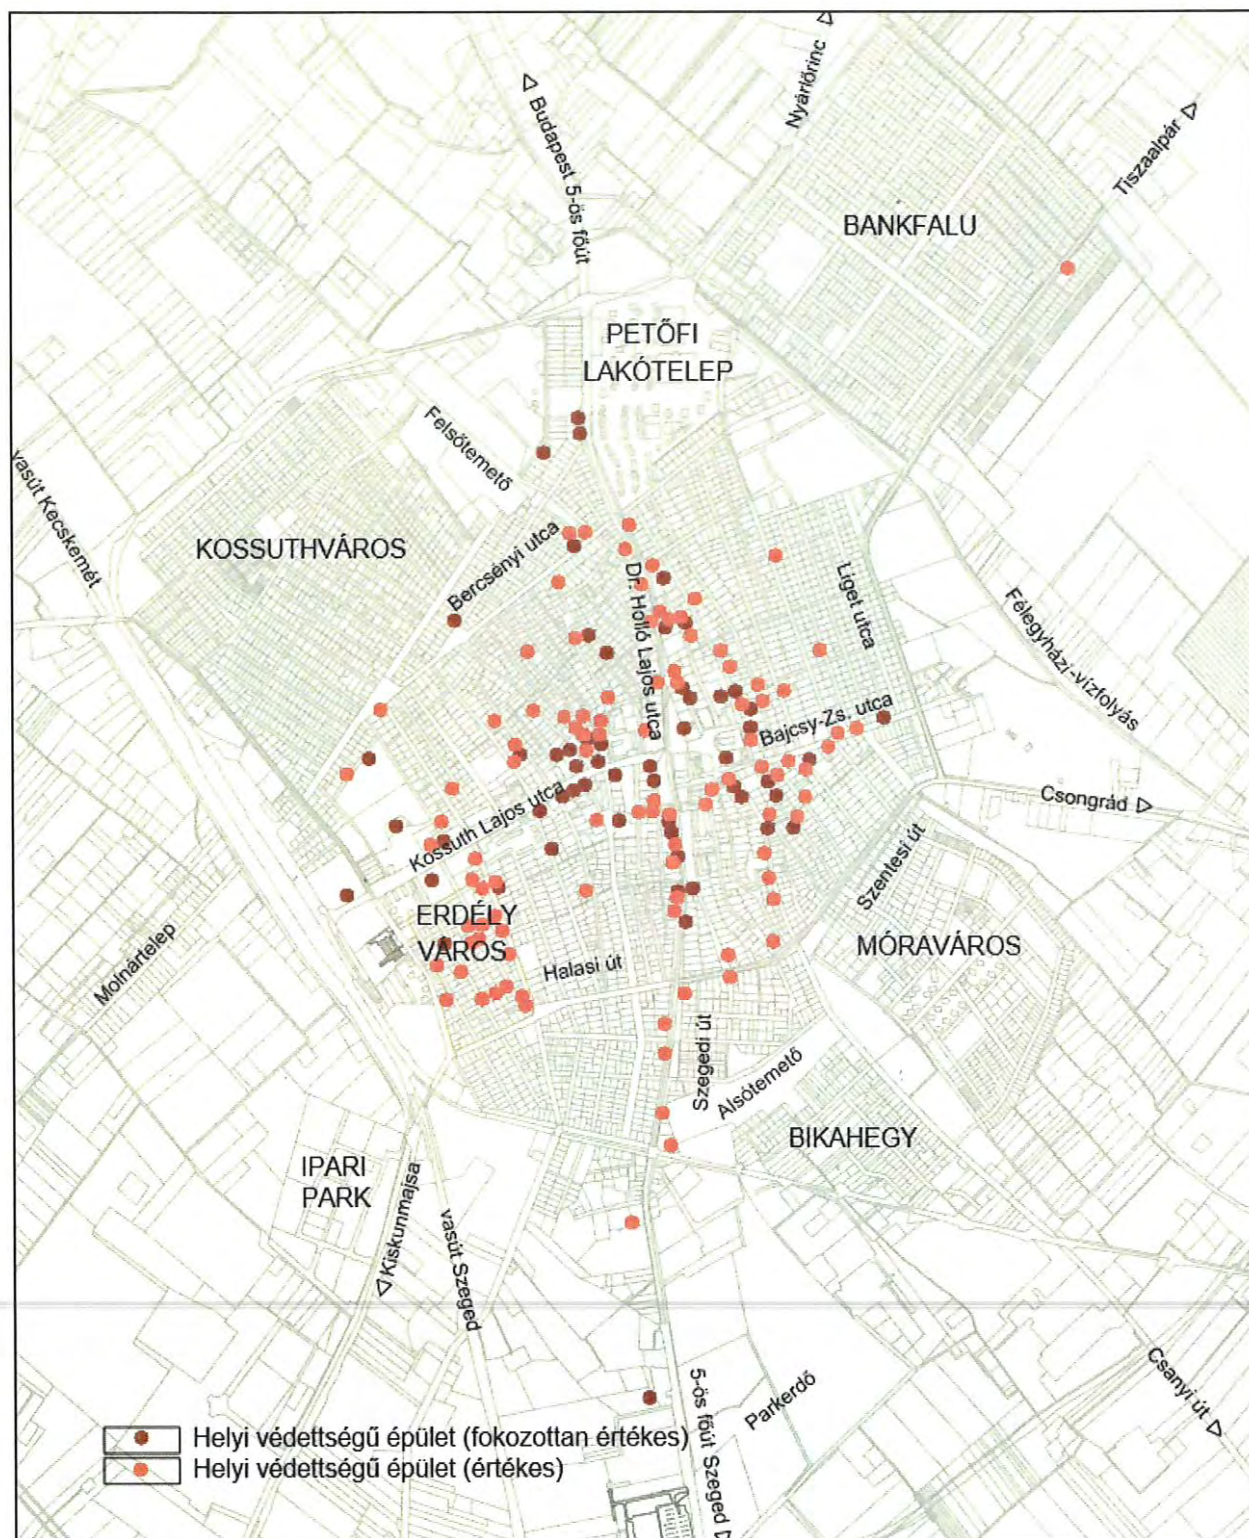 Nyárlőrinc
Budapest 5-ös főút
Tiszaalpár
BANKFALU
PETŐFI
LAKÓTELEP
Felsőtemető
vasút Kecskemét
KOSSUTHVÁROS
Bercsényi utca
Dr. Holló Lajos utca
Liget utca
Félegyházi-vízfolyás
Bajcsy-Zs. utca
Csongrád
Kossuth Lajos utca
Szentesi út
ERDÉLY
VÁROS
MÓRAVÁROS
Molnártelep
Halasi út
Szegedi út
Alsótemető
BIKAHEGY
IPARI
PARK
Kiskunmajsa
vasút Szeged
Csanyi út
Parkerdő
5-ös főút Szeged
Helyi védettségű épület (fokozottan értékes)
Helyi védettségű épület (értékes)